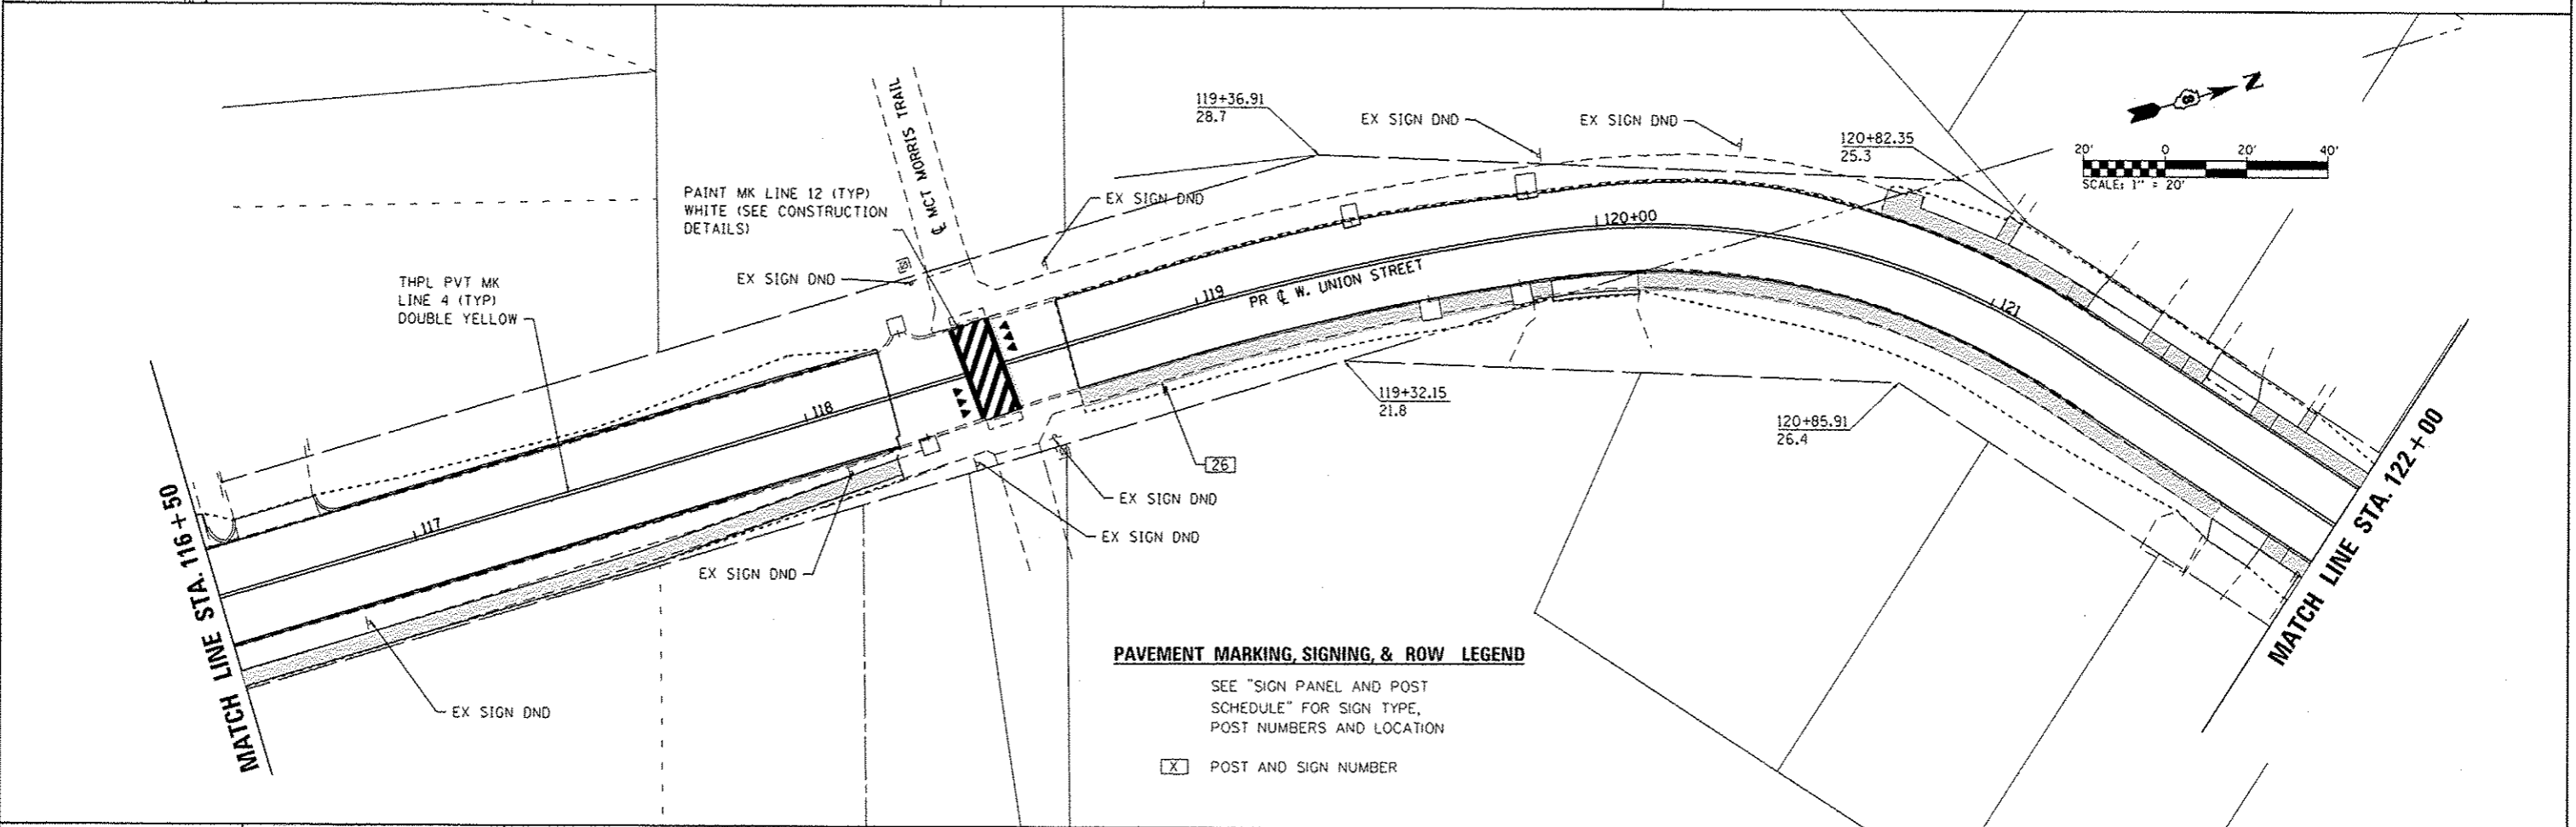 119+36.91
28.7
EX SIGN DND
EX SIGN DND
120+82.35
25.3
N
20' 0 20' 40'
SCALE: 1" = 20'
℄ MCT MORRIS TRAIL
PAINT MK LINE 12 (TYP)
WHITE (SEE CONSTRUCTION
DETAILS)
EX SIGN DND
EX SIGN DND
THPL PVT MK
LINE 4 (TYP)
DOUBLE YELLOW
117
118
119
120+00
121
PR ℄ W. UNION STREET
119+32.15
21.8
120+85.91
26.4
26
EX SIGN DND
EX SIGN DND
EX SIGN DND
EX SIGN DND
MATCH LINE STA. 116+50
MATCH LINE STA. 122+00
PAVEMENT MARKING, SIGNING, & ROW LEGEND
SEE "SIGN PANEL AND POST
SCHEDULE" FOR SIGN TYPE,
POST NUMBERS AND LOCATION
X POST AND SIGN NUMBER